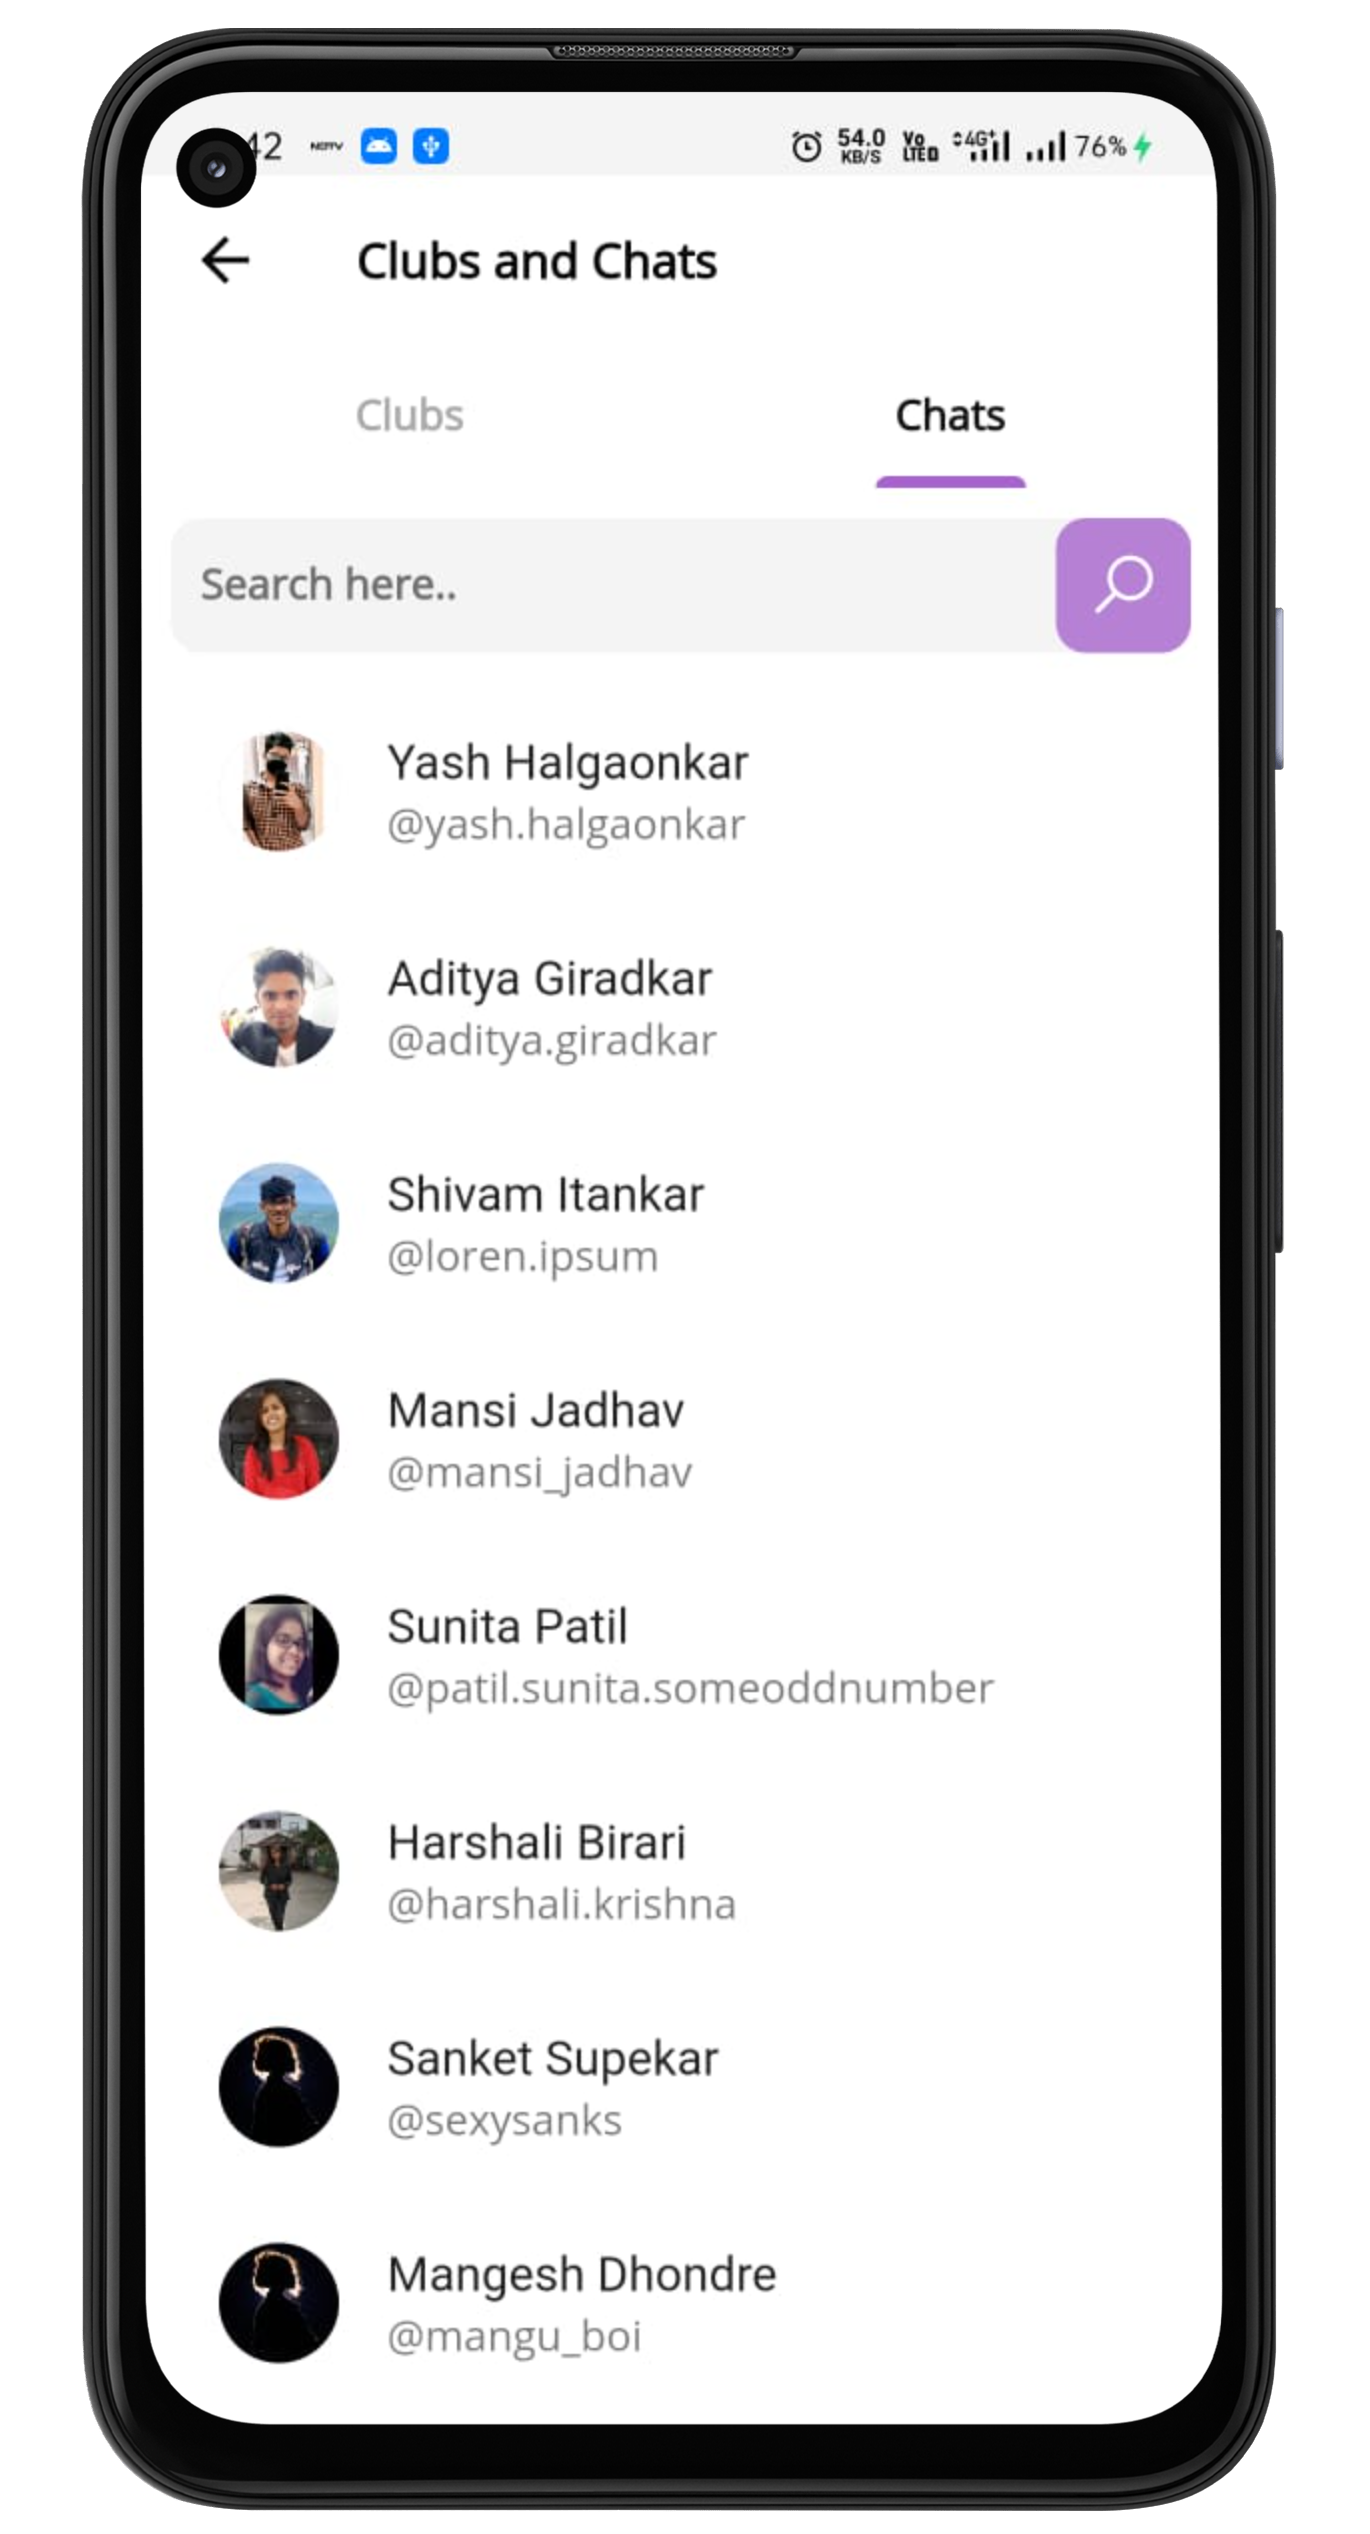 42 NDTV 54.0 KB/S Vo LTE 4G+ 76%
Clubs and Chats
Clubs Chats
Search here..
Yash Halgaonkar
@yash.halgaonkar
Aditya Giradkar
@aditya.giradkar
Shivam Itankar
@loren.ipsum
Mansi Jadhav
@mansi_jadhav
Sunita Patil
@patil.sunita.someoddnumber
Harshali Birari
@harshali.krishna
Sanket Supekar
@sexysanks
Mangesh Dhondre
@mangu_boi